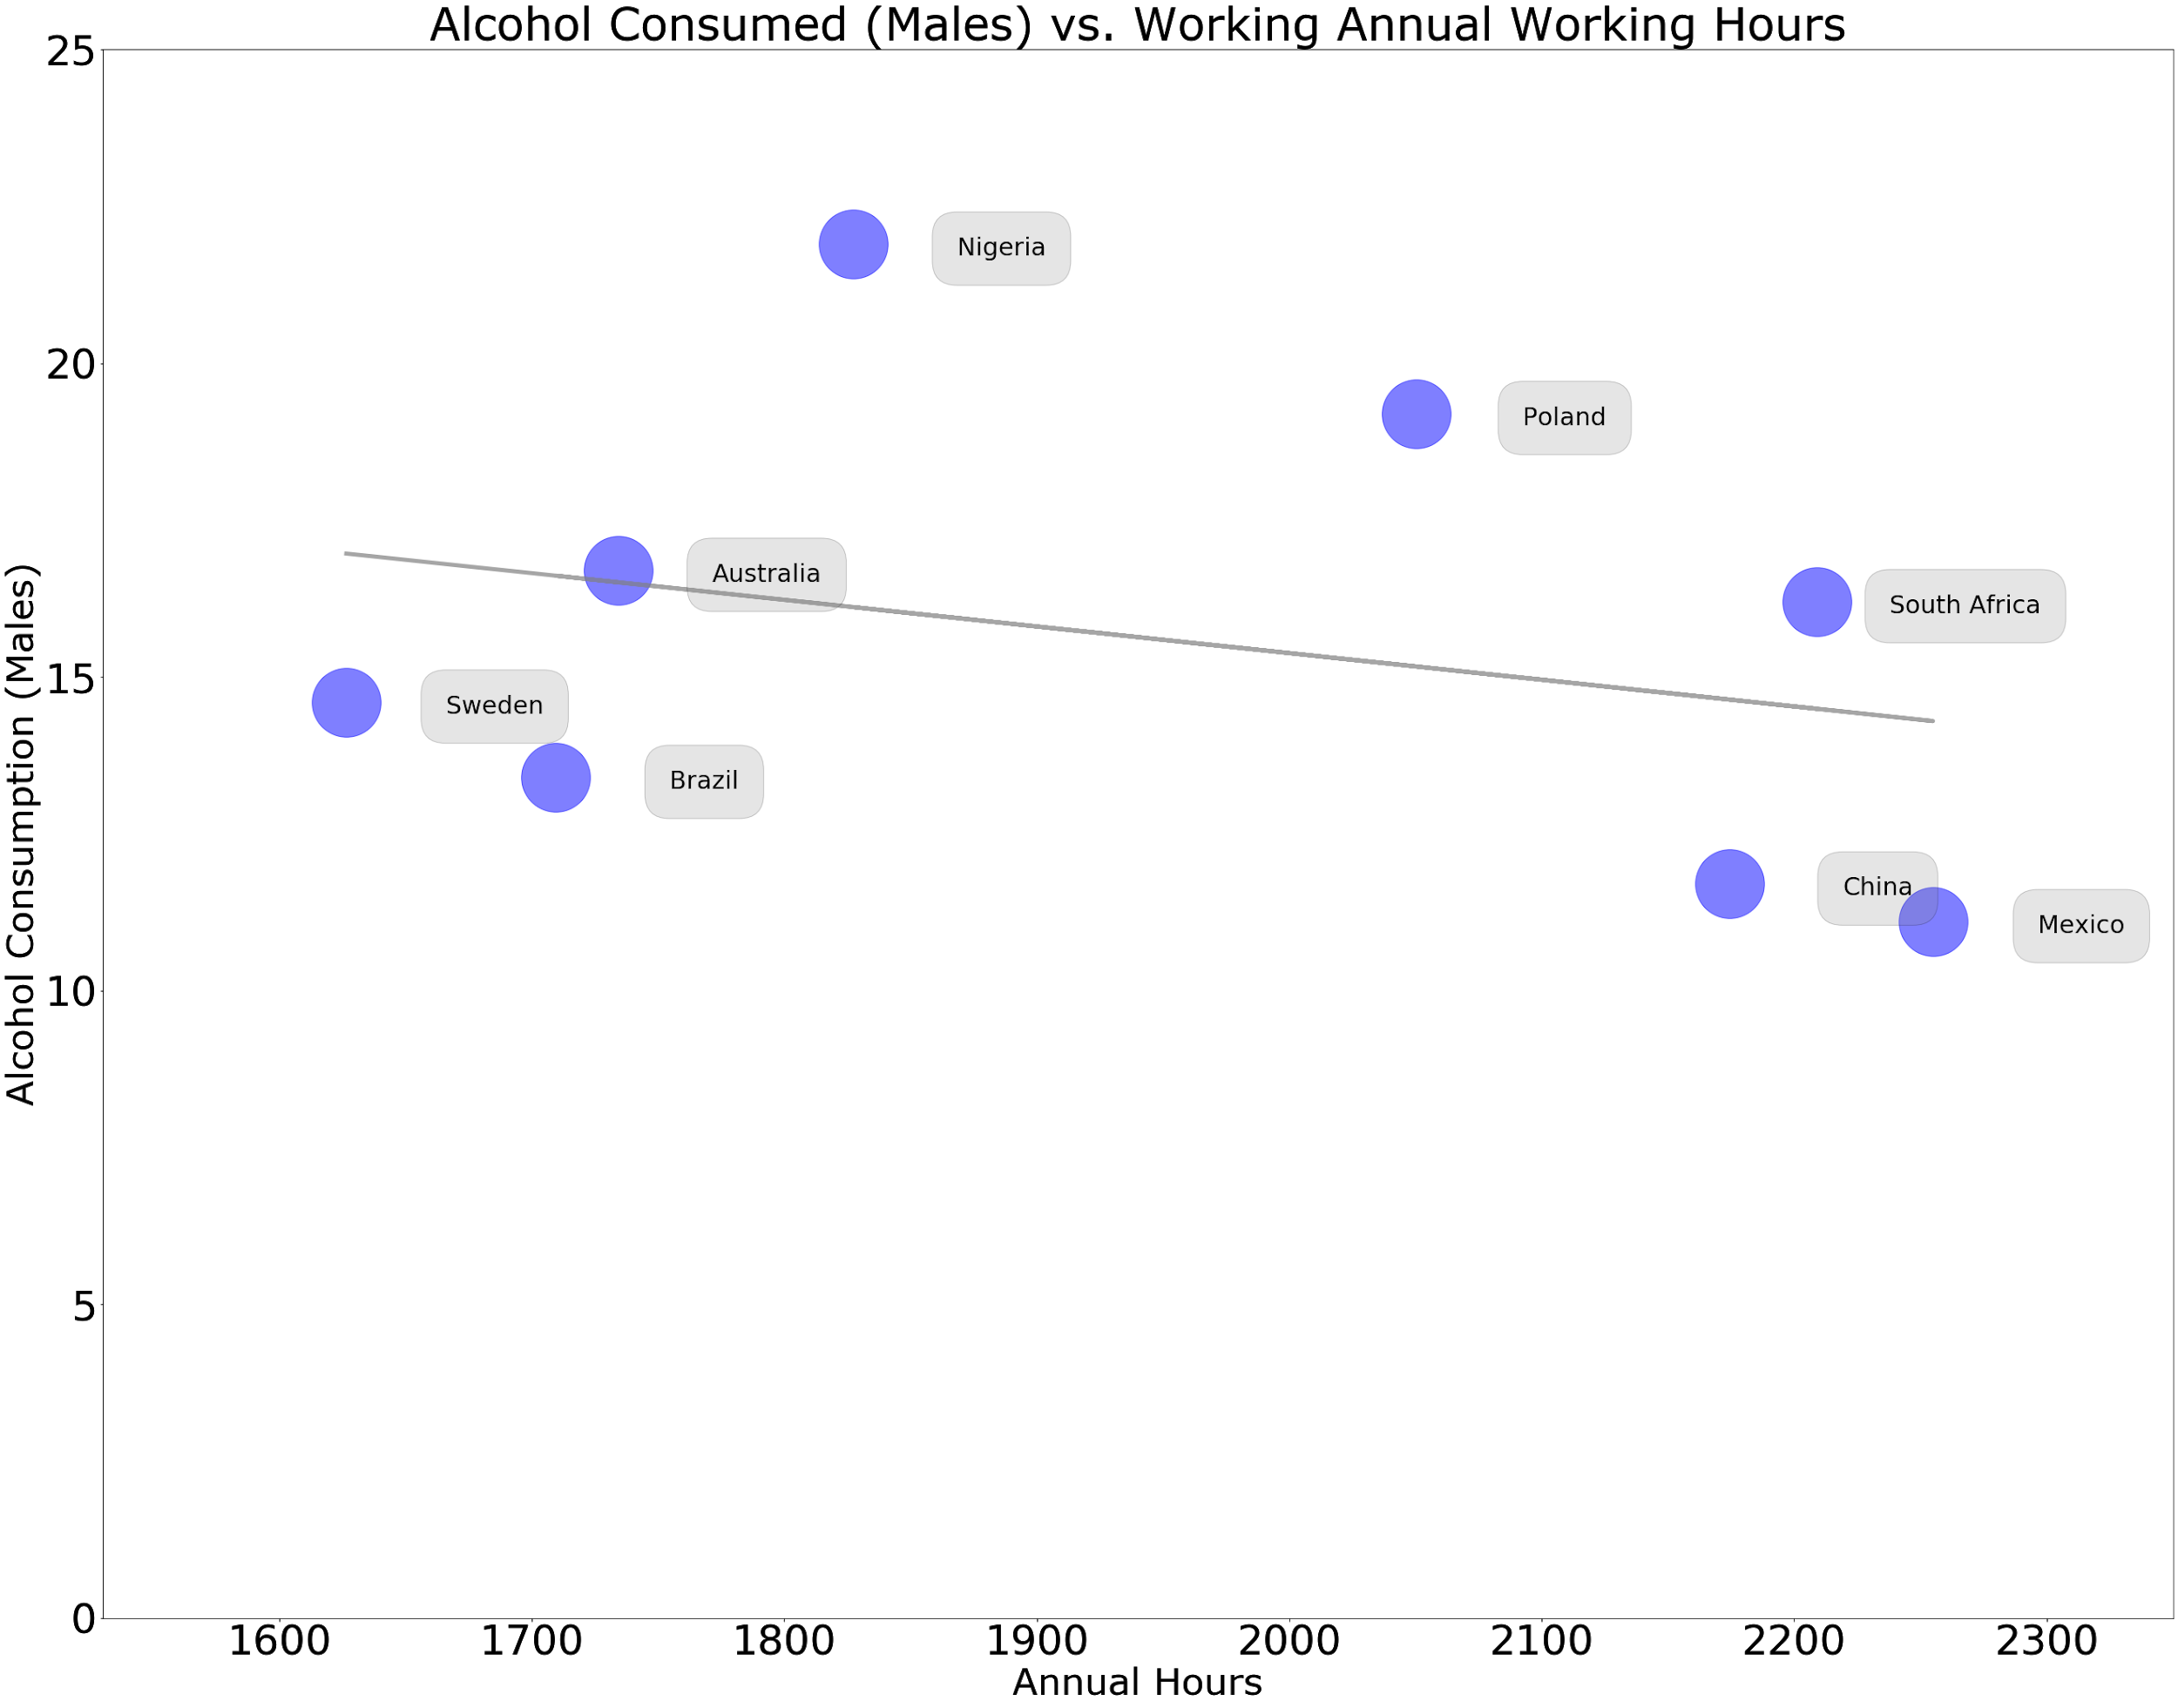 Alcohol Consumed (Males) vs. Working Annual Working Hours
25
20
15
10
5
0
Alcohol Consumption (Males)
Nigeria
Poland
Australia
South Africa
Sweden
Brazil
China
Mexico
1600 1700 1800 1900 2000 2100 2200 2300
Annual Hours